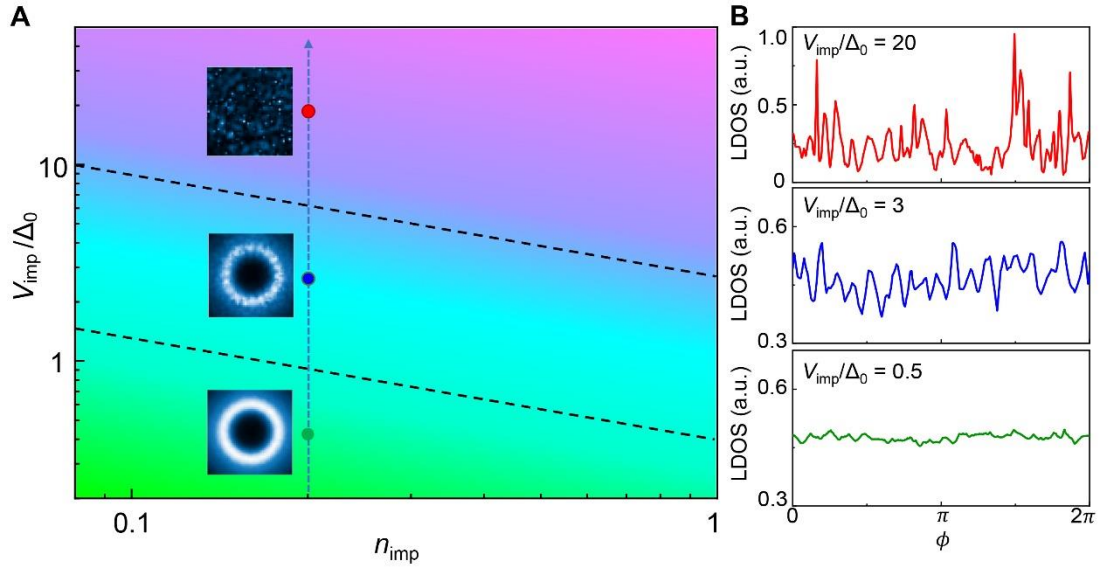 A
V_imp/Δ_0
10
1
0.1
1
n_imp
B
V_imp/Δ_0 = 20
LDOS (a.u.)
1.0
0.5
0
V_imp/Δ_0 = 3
LDOS (a.u.)
0.6
0.3
V_imp/Δ_0 = 0.5
LDOS (a.u.)
0.6
0.3
0
π
2π
ϕ